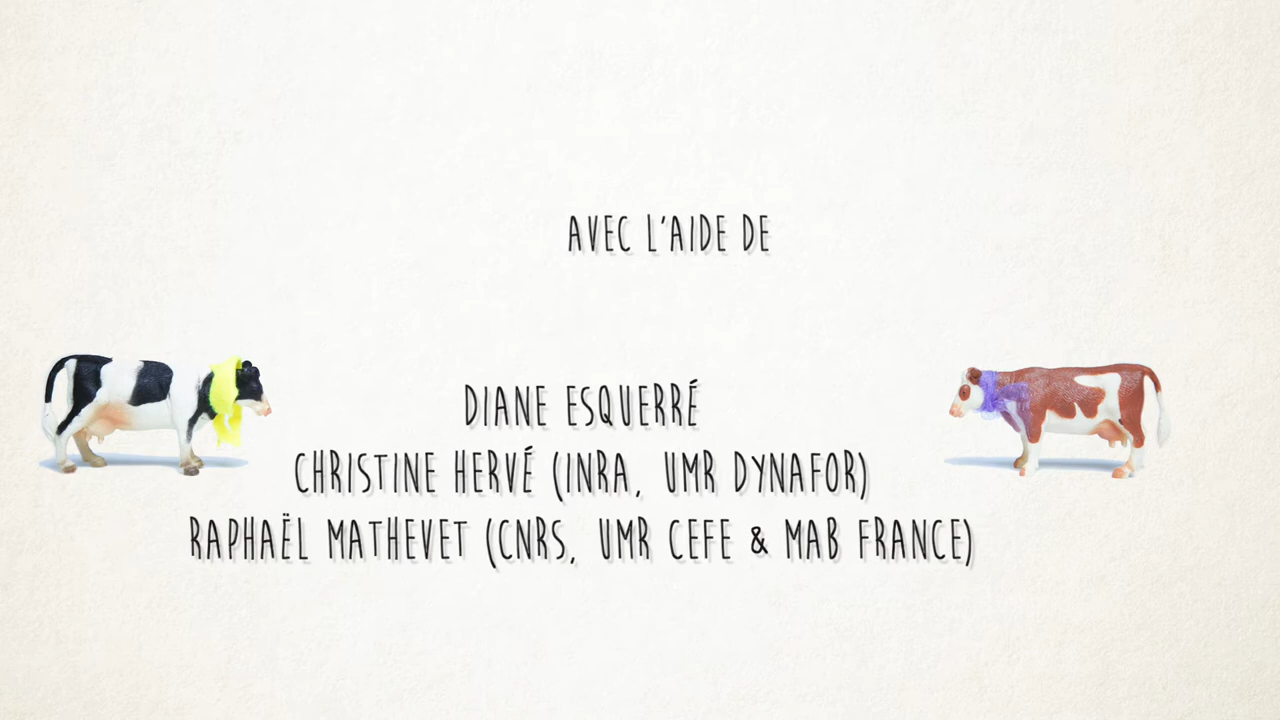 AVEC L'AIDE DE
DIANE ESQUERRÉ
CHRISTINE HERVÉ (INRA, UMR DYNAFOR)
RAPHAËL MATHEVET (CNRS, UMR CEFE & MAB FRANCE)